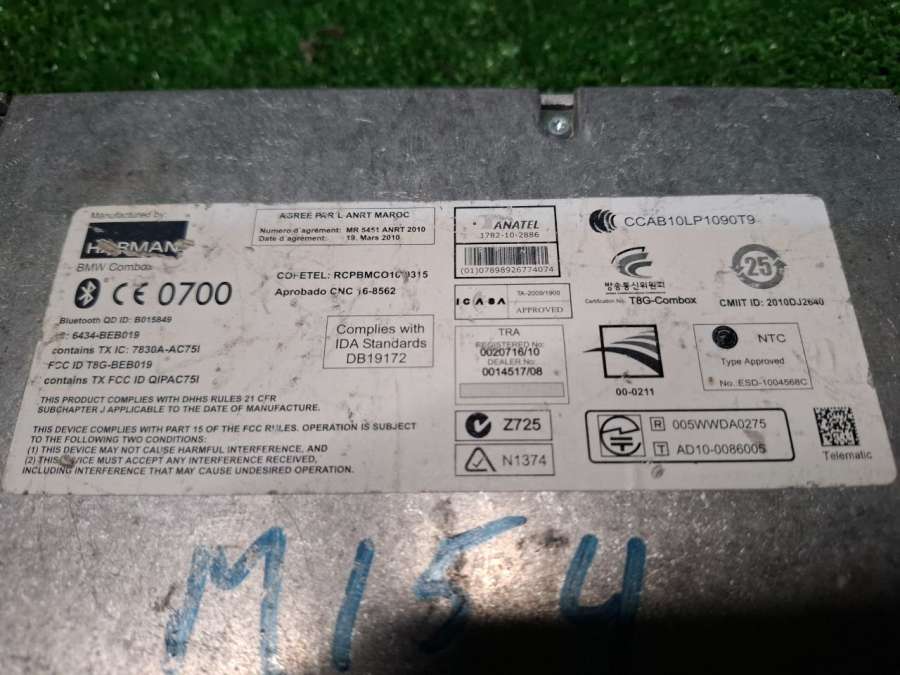 Manufactured by:
HARMAN
BMW Combox
CE 0700
Bluetooth QD ID: B015849
6434-BEB019
contains TX IC: 7830A-AC75I
FCC ID T8G-BEB019
contains TX FCC ID QIPAC75I
THIS PRODUCT COMPLIES WITH DHHS RULES 21 CFR
SUBCHAPTER J APPLICABLE TO THE DATE OF MANUFACTURE.
THIS DEVICE COMPLIES WITH PART 15 OF THE FCC RULES. OPERATION IS SUBJECT
TO THE FOLLOWING TWO CONDITIONS:
(1) THIS DEVICE MAY NOT CAUSE HARMFUL INTERFERENCE, AND
(2) THIS DEVICE MUST ACCEPT ANY INTERFERENCE RECEIVED,
INCLUDING INTERFERENCE THAT MAY CAUSE UNDESIRED OPERATION.
AGREE PAR L ANRT MAROC
Numero d'agrément: MR 5451 ANRT 2010
Date d'agrément: 19. Mars 2010
COFETEL:
Aprobado CNC
Complies with
IDA Standards
DB19172
ANATEL
1782-10-2886
(01)07898926774074
ICASA
TA-2009/1900
APPROVED
TRA
REGISTERED No:
0020716/10
DEALER No:
0014517/08
Z725
N1374
CCAB10LP1090T9
방송통신위원회
Certification No. T8G-Combox
25
CMIIT ID: 2010DJ2640
00-0211
NTC
Type Approved
No.:ESD-1004568C
R 005WWDA0275
T AD10-0086005
Telematic
M154